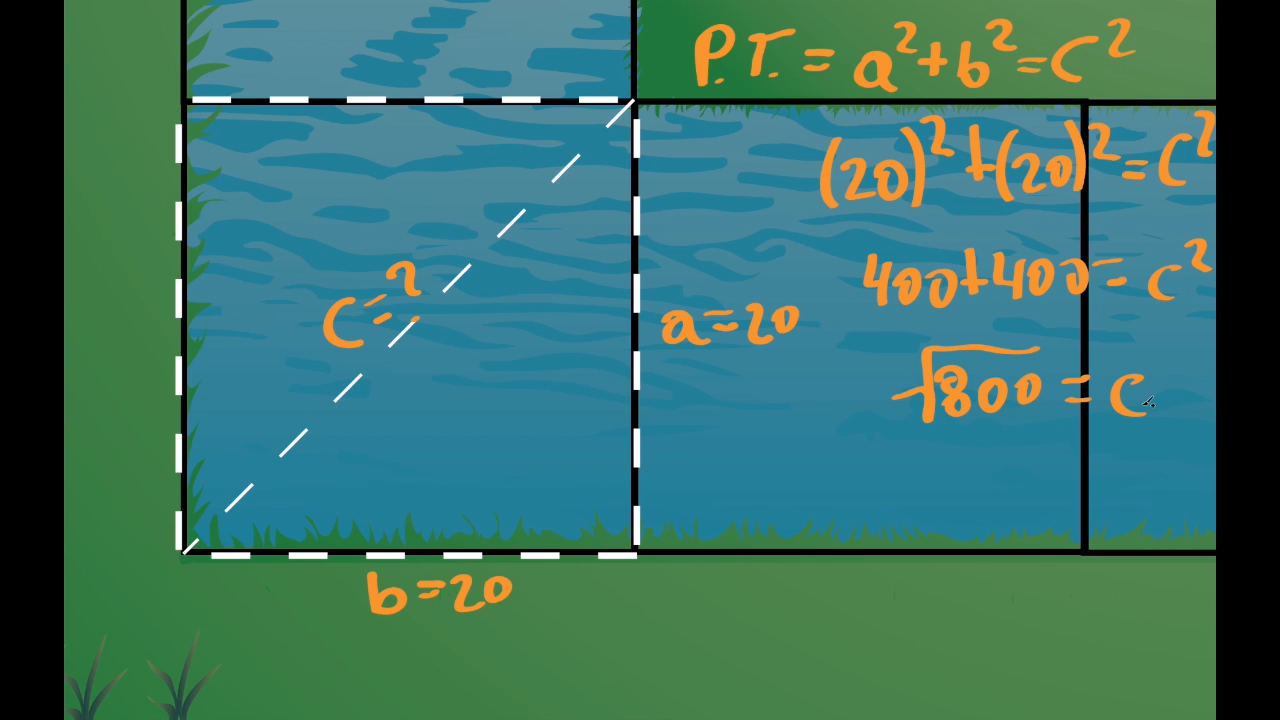 P.T. = a²+b²=C²
(20)²+(20)²=C²
400+400=c²
C=?
a=20
√800=C
b=20